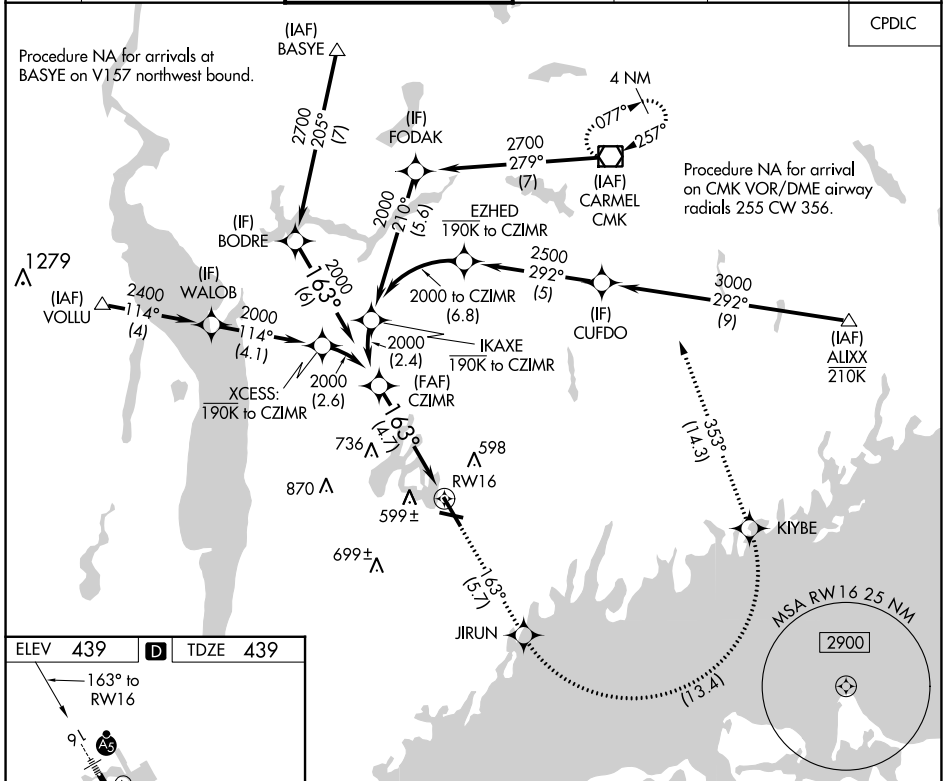 CPDLC
Procedure NA for arrivals at
BASYE on V157 northwest bound.
(IAF)
BASYE
2700
205°
(7)
(IF)
FODAK
2700
279°
(7)
4 NM
077°
257°
(IAF)
CARMEL
CMK
Procedure NA for arrival
on CMK VOR/DME airway
radials 255 CW 356.
2000
210°
(5.6)
(IF)
BODRE
2000
163°
(6)
EZHED
190K to CZIMR
2000 to CZIMR
(6.8)
2500
292°
(5)
(IF)
CUFDO
3000
292°
(9)
(IAF)
ALIXX
210K
1279
(IAF)
VOLLU
2400
114°
(4)
(IF)
WALOB
2000
114°
(4.1)
XCESS:
190K to CZIMR
2000
(2.6)
2000
(2.4)
IKAXE
190K to CZIMR
(FAF)
CZIMR
163°
(4.7)
736
598
870
599±
RW16
699±
163°
(5.7)
JIRUN
(13.4)
KIYBE
353°
(14.3)
MSA RW16 25 NM
2900
ELEV 439 D TDZE 439
163° to
RW16
9
A5